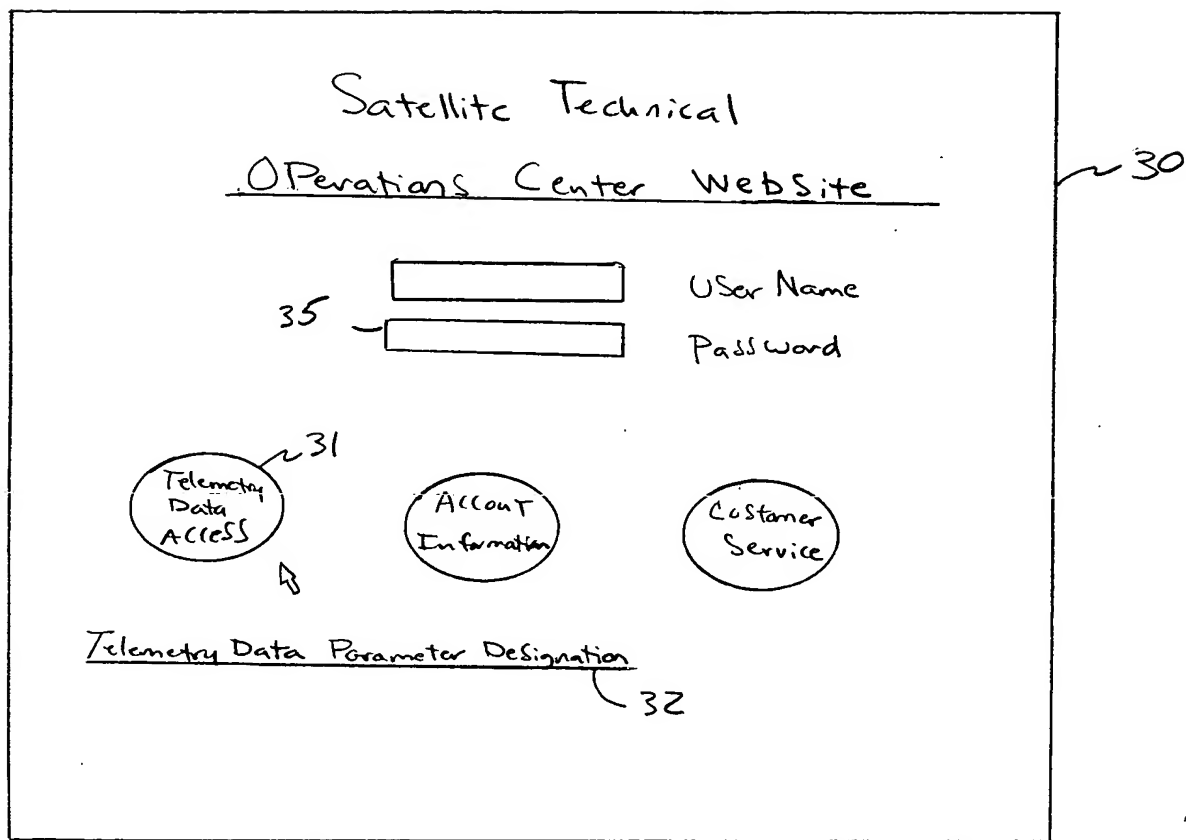 Satellite Technical
Operations Center Website
30
User Name
35
Password
31
Telemetry
Data
Access
Account
Information
Customer
Service
Telemetry Data Parameter Designation
32